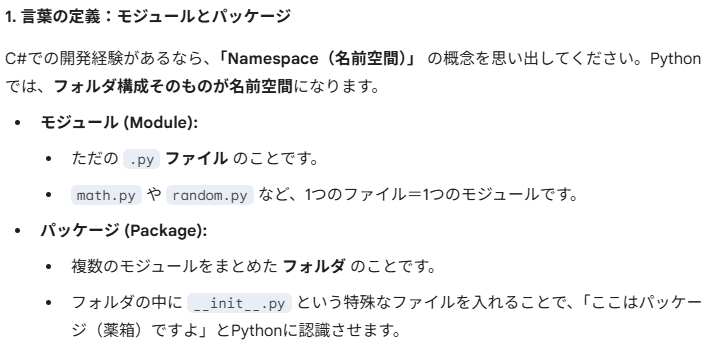 1. 言葉の定義：モジュールとパッケージ
C#での開発経験があるなら、「Namespace（名前空間）」 の概念を思い出してください。Python
では、フォルダ構成そのものが名前空間になります。
• モジュール (Module):
• ただの .py ファイル のことです。
• math.py や random.py など、1つのファイル＝1つのモジュールです。
• パッケージ (Package):
• 複数のモジュールをまとめた フォルダ のことです。
• フォルダの中に __init__.py という特殊なファイルを入れることで、「ここはパッケー
ジ（薬箱）ですよ」とPythonに認識させます。